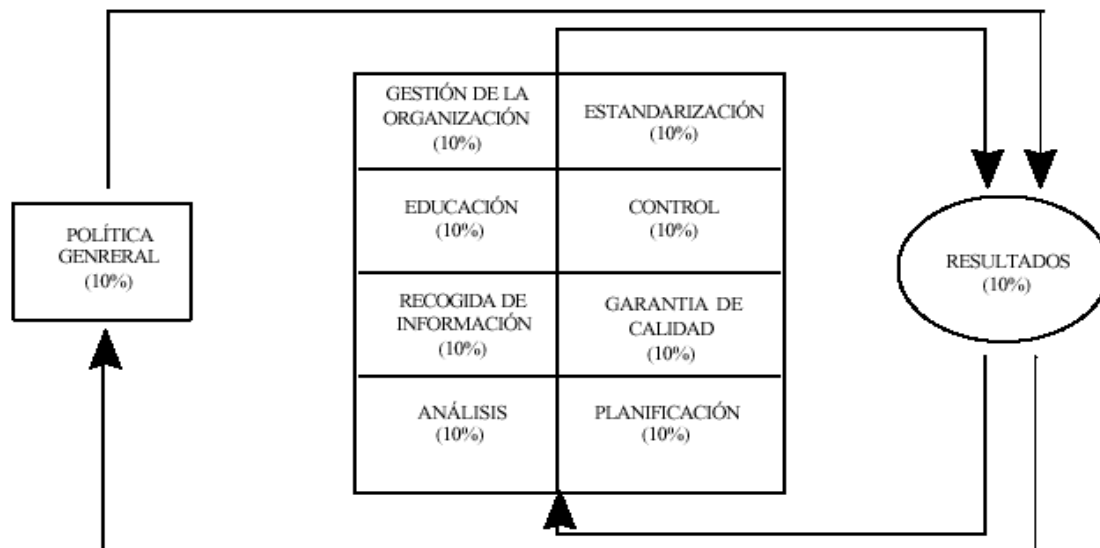 GESTIÓN DE LA
ORGANIZACIÓN
(10%)
ESTANDARIZACIÓN
(10%)
EDUCACIÓN
(10%)
CONTROL
(10%)
POLÍTICA
GENRERAL
(10%)
RESULTADOS
(10%)
RECOGIDA DE
INFORMACIÓN
(10%)
GARANTIA DE
CALIDAD
(10%)
ANÁLISIS
(10%)
PLANIFICACIÓN
(10%)